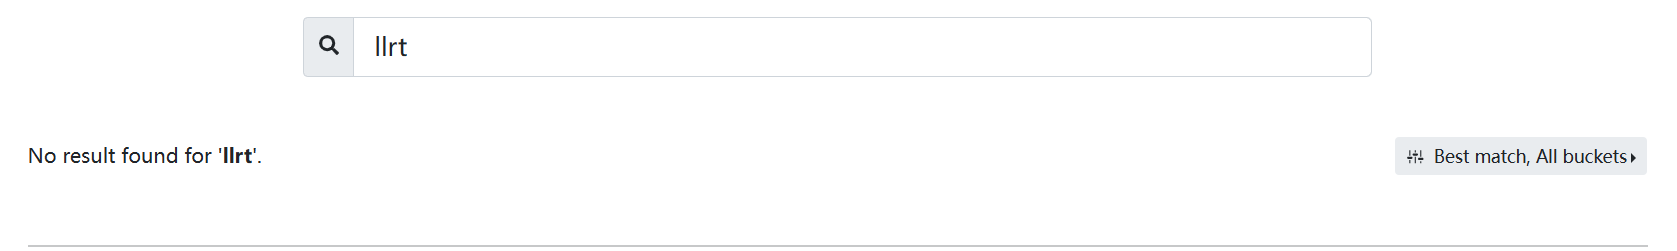 llrt
No result found for 'llrt'.
Best match, All buckets